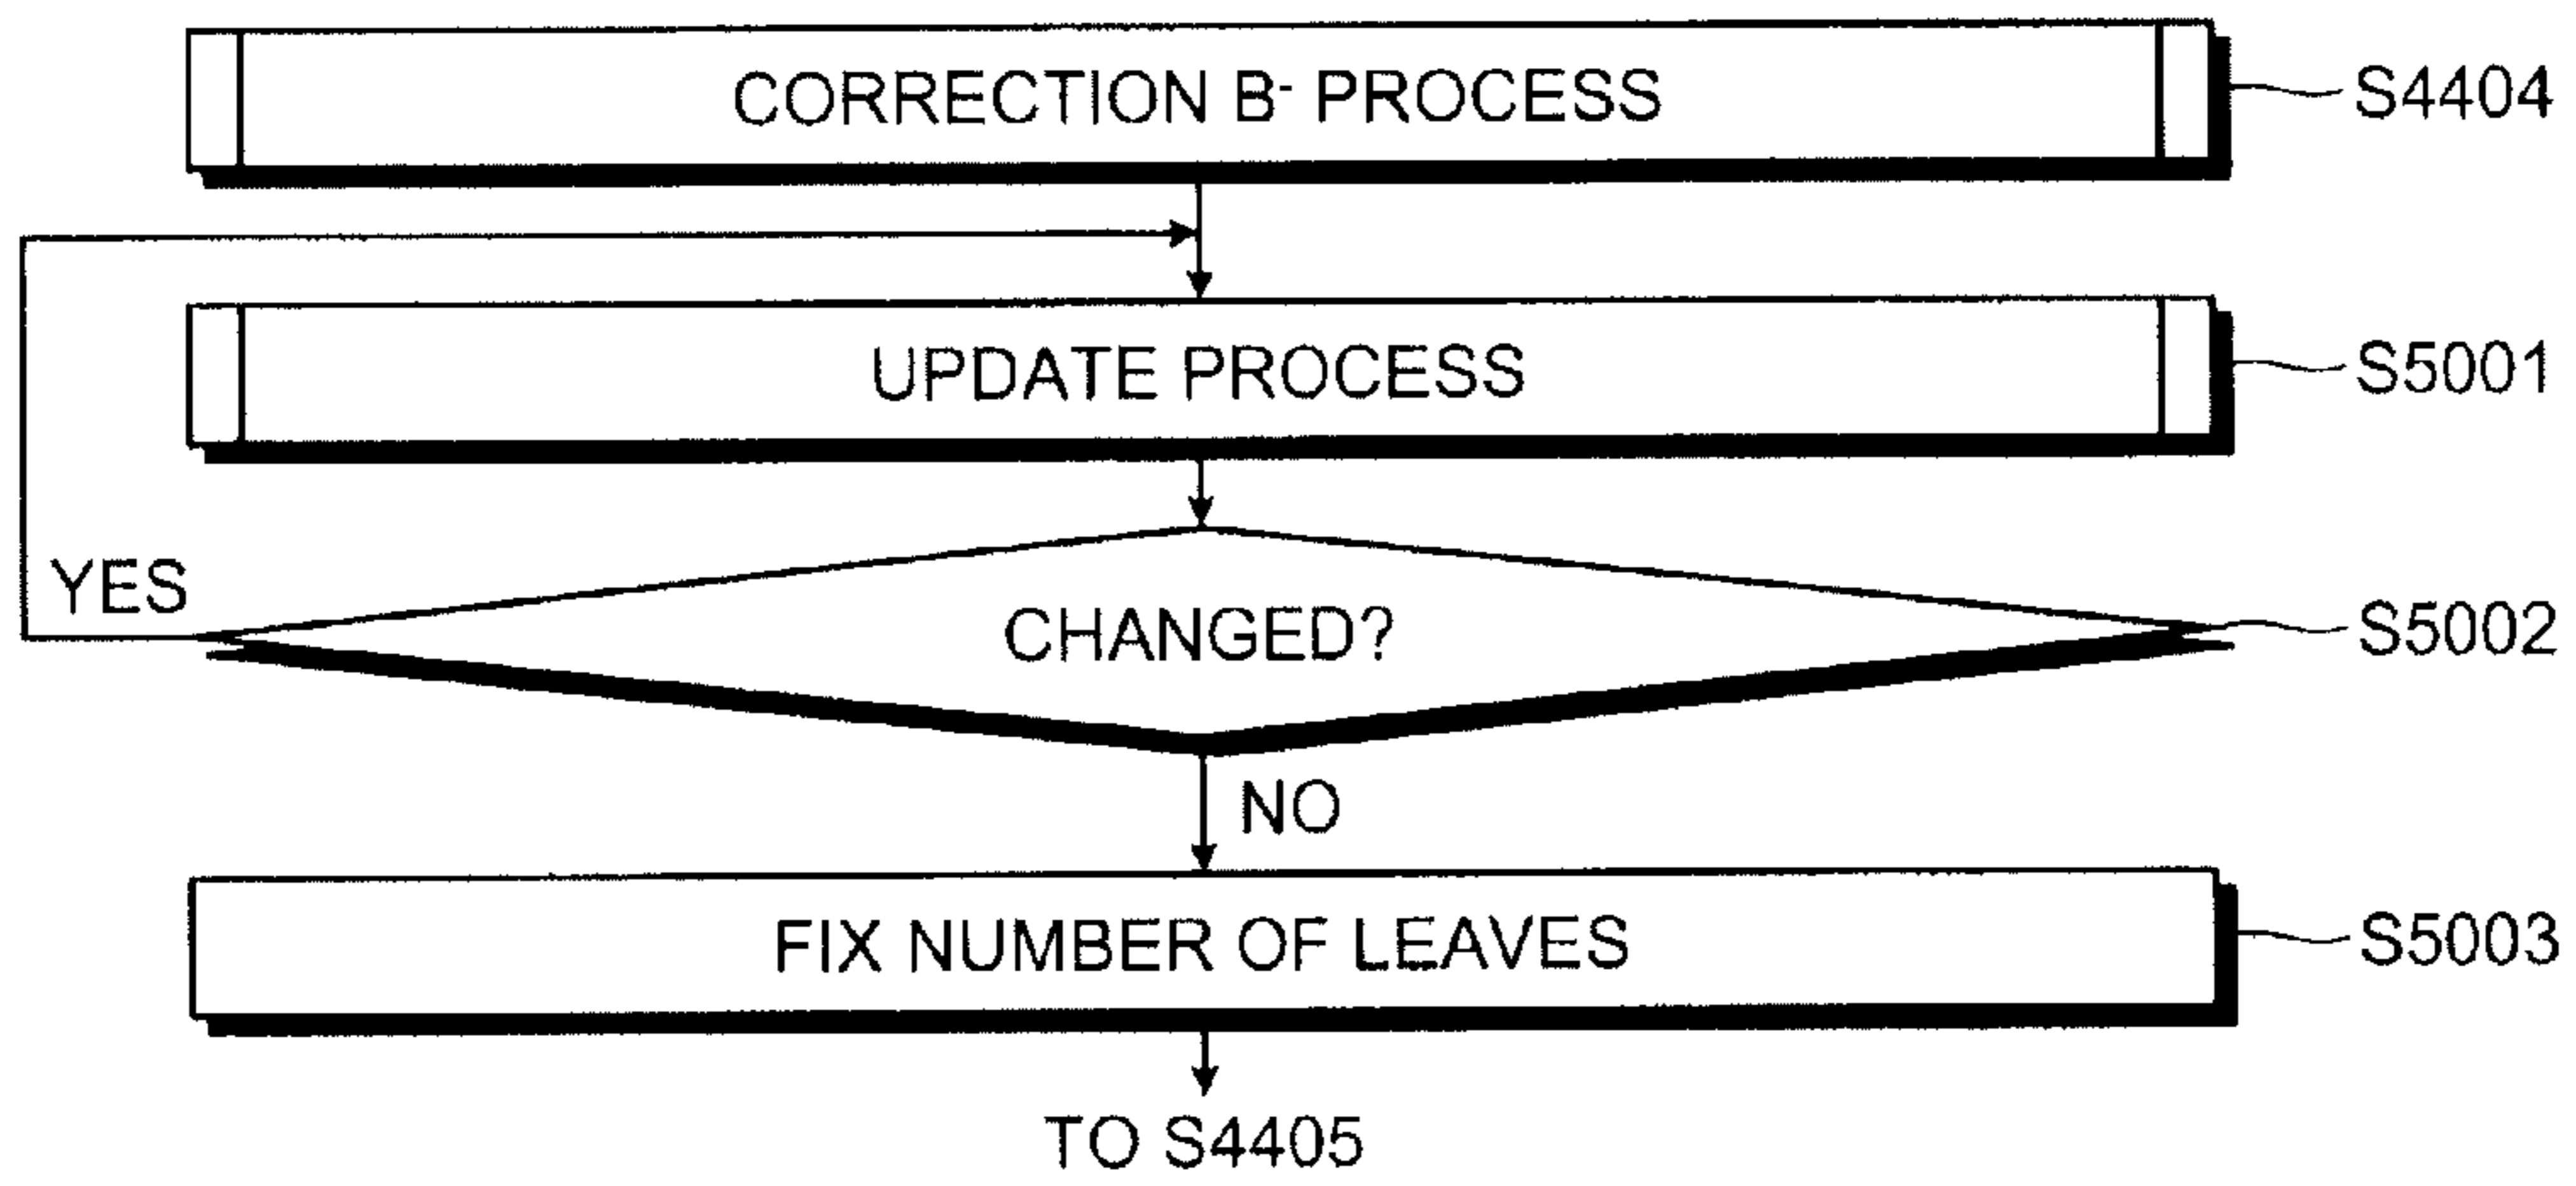 CORRECTION B- PROCESS
S4404
UPDATE PROCESS
S5001
YES
CHANGED?
S5002
NO
FIX NUMBER OF LEAVES
S5003
TO S4405